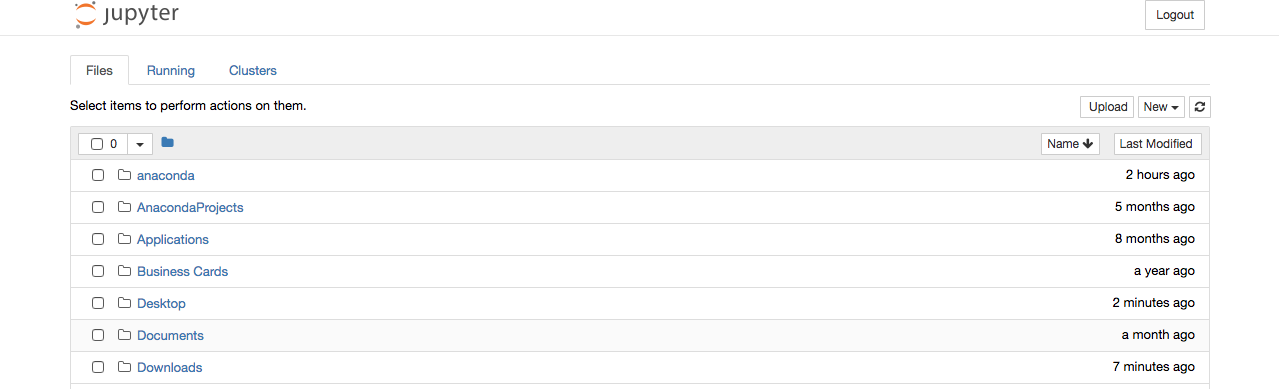 jupyter
Logout
Files Running Clusters
Select items to perform actions on them.
Upload New
0 Name Last Modified
anaconda 2 hours ago
AnacondaProjects 5 months ago
Applications 8 months ago
Business Cards a year ago
Desktop 2 minutes ago
Documents a month ago
Downloads 7 minutes ago